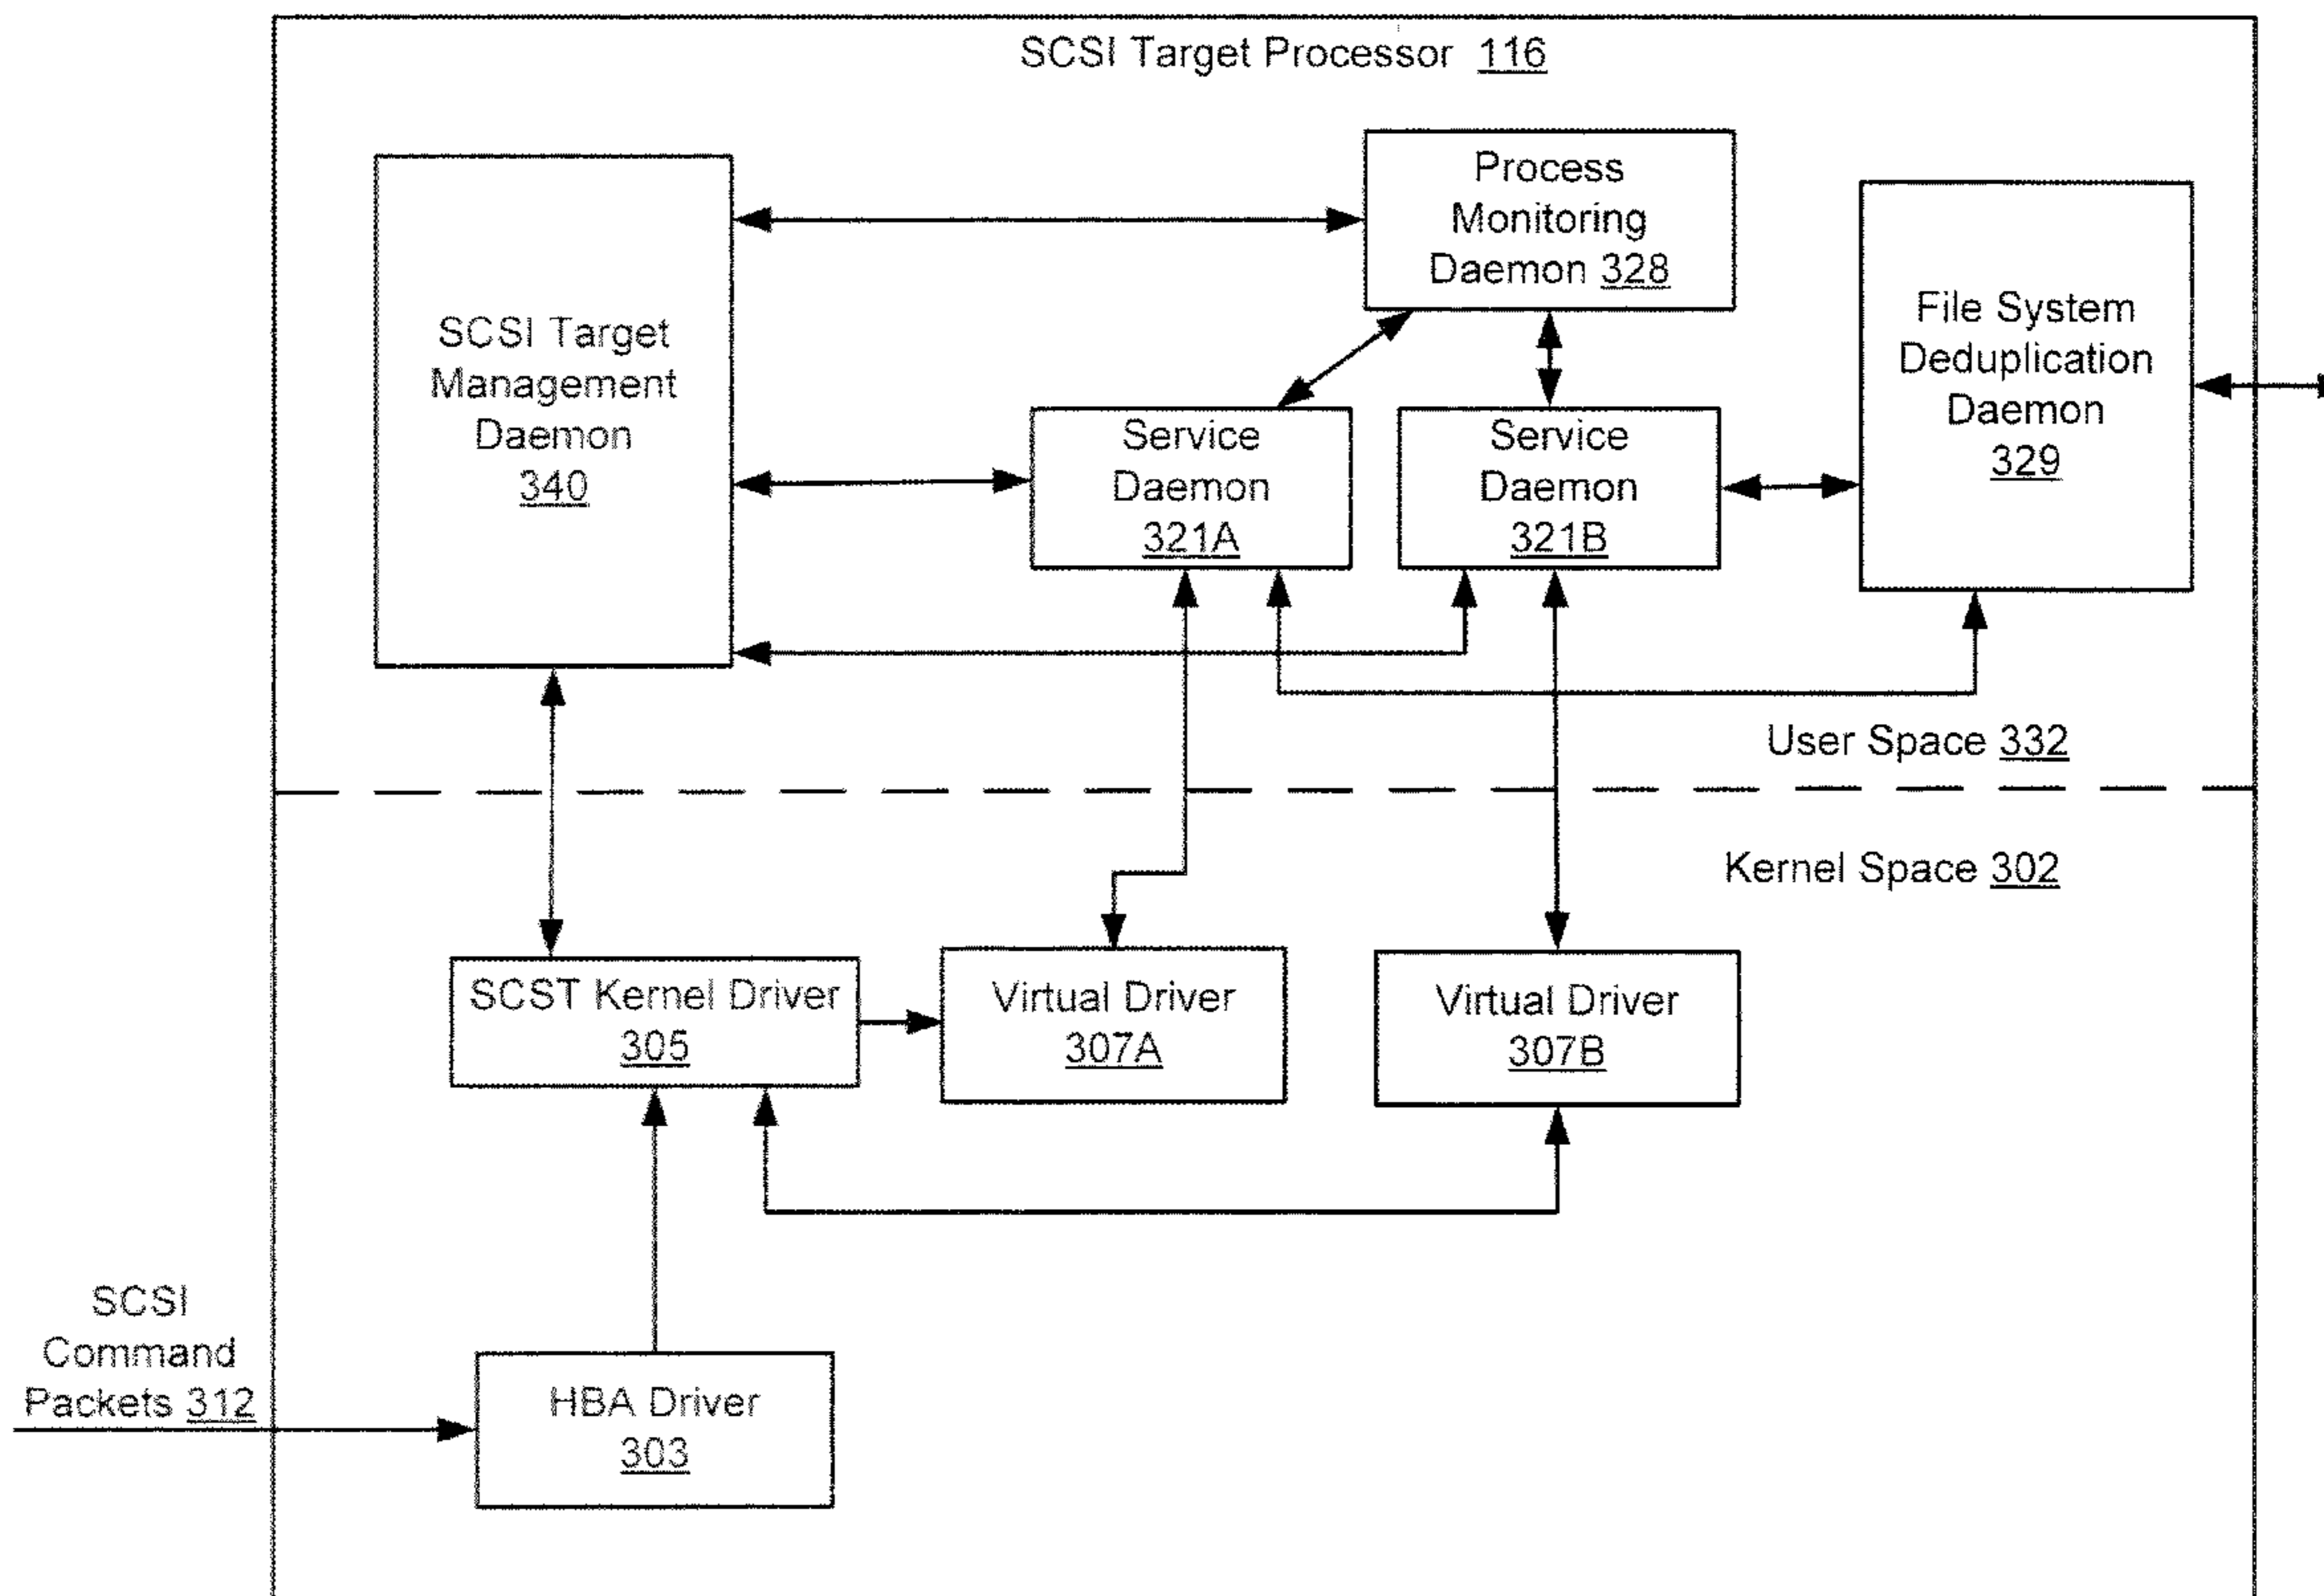 SCSI Target Processor 116
Process
Monitoring
Daemon 328
SCSI Target
Management
Daemon
340
File System
Deduplication
Daemon
329
Service
Daemon
321A
Service
Daemon
321B
User Space 332
Kernel Space 302
SCST Kernel Driver
305
Virtual Driver
307A
Virtual Driver
307B
SCSI
Command
Packets 312
HBA Driver
303